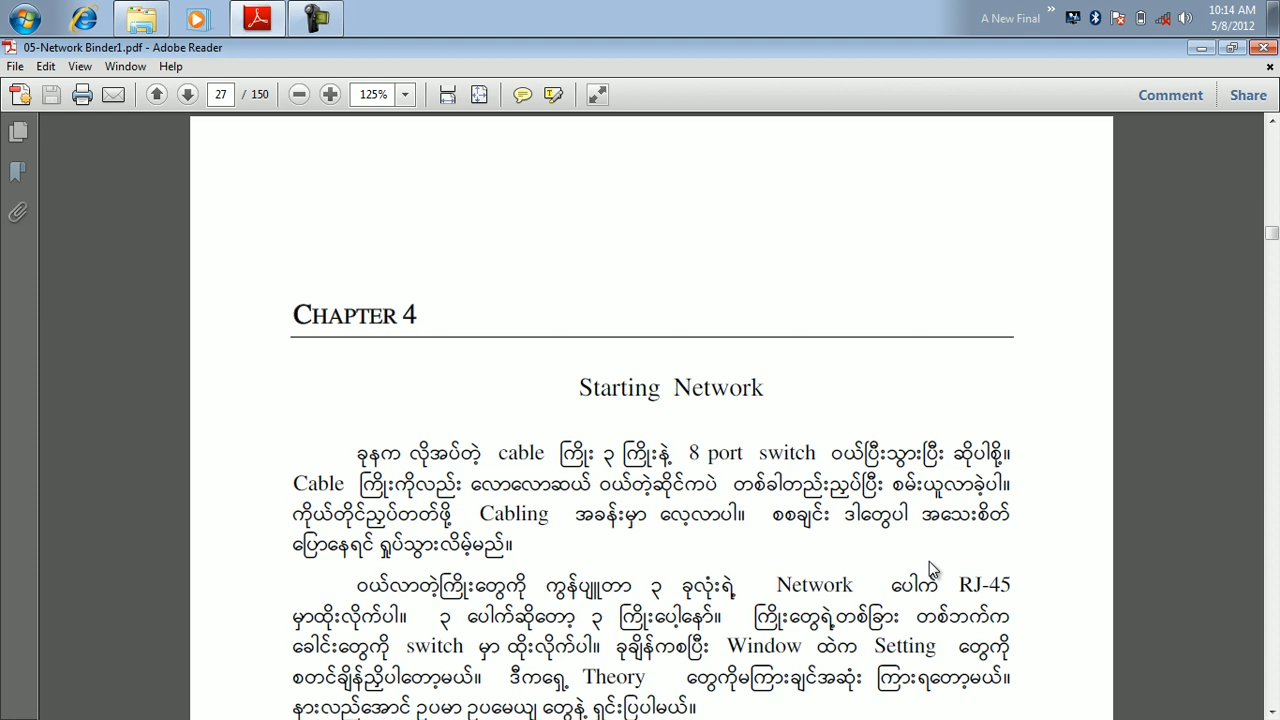 A New Final
»
10:14 AM
5/8/2012
05-Network Binder1.pdf - Adobe Reader
File Edit View Window Help
27 / 150 125% Comment Share
CHAPTER 4
Starting Network
ခုနက လိုအပ်တဲ့ cable ကြိုး ၃ ကြိုးနဲ့ 8 port switch ဝယ်ပြီးသွားပြီး ဆိုပါစို့။
Cable ကြိုးကိုလည်း လောလောဆယ် ဝယ်တဲ့ဆိုင်ကပဲ တစ်ခါတည်းညှပ်ပြီး စမ်းယူလာခဲ့ပါ။
ကိုယ်တိုင်ညှပ်တတ်ဖို့ Cabling အခန်းမှာ လေ့လာပါ။ စစချင်း ဒါတွေပါ အသေးစိတ်
ပြောနေရင် ရှုပ်သွားလိမ့်မည်။
ဝယ်လာတဲ့ကြိုးတွေကို ကွန်ပျူတာ ၃ ခုလုံးရဲ့ Network ပေါက် RJ-45
မှာထိုးလိုက်ပါ။ ၃ ပေါက်ဆိုတော့ ၃ ကြိုးပေါ့နော်။ ကြိုးတွေရဲ့တစ်ခြား တစ်ဘက်က
ခေါင်းတွေကို switch မှာ ထိုးလိုက်ပါ။ ခုချိန်ကစပြီး Window ထဲက Setting တွေကို
စတင်ချိန်ညှိပါတော့မယ်။ ဒီကရှေ့ Theory တွေကိုမကြားချင်အဆုံး ကြားရတော့မယ်။
နားလည်အောင် ဥပမာ ဥပမေယျ တွေနဲ့ ရှင်းပြပါမယ်။